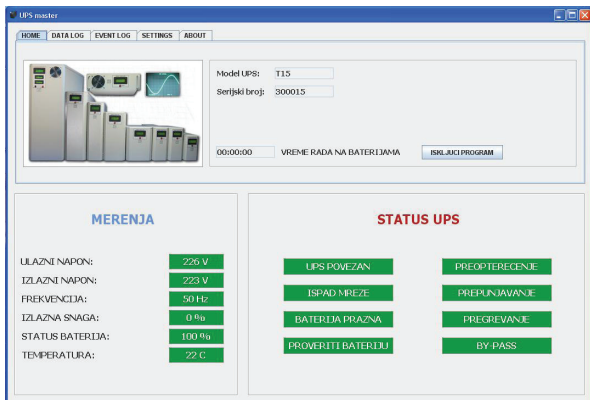 UPS master
HOME DATA LOG EVENT LOG SETTINGS ABOUT
Model UPS: T15
Serijski broj: 300015
00:00:00 VREME RADA NA BATERIJAMA ISKLJUCI PROGRAM
MERENJA
ULAZNI NAPON: 226 V
IZLAZNI NAPON: 223 V
FREKVENCIJA: 50 Hz
IZLAZNA SNAGA: 0 %
STATUS BATERIJA: 100 %
TEMPERATURA: 22 C
STATUS UPS
UPS POVEZAN PREOPTERECENJE
ISPAD MREZE PREPUNJAVANJE
BATERIJA PRAZNA PREGREVANJE
PROVERITI BATERIJU BY-PASS